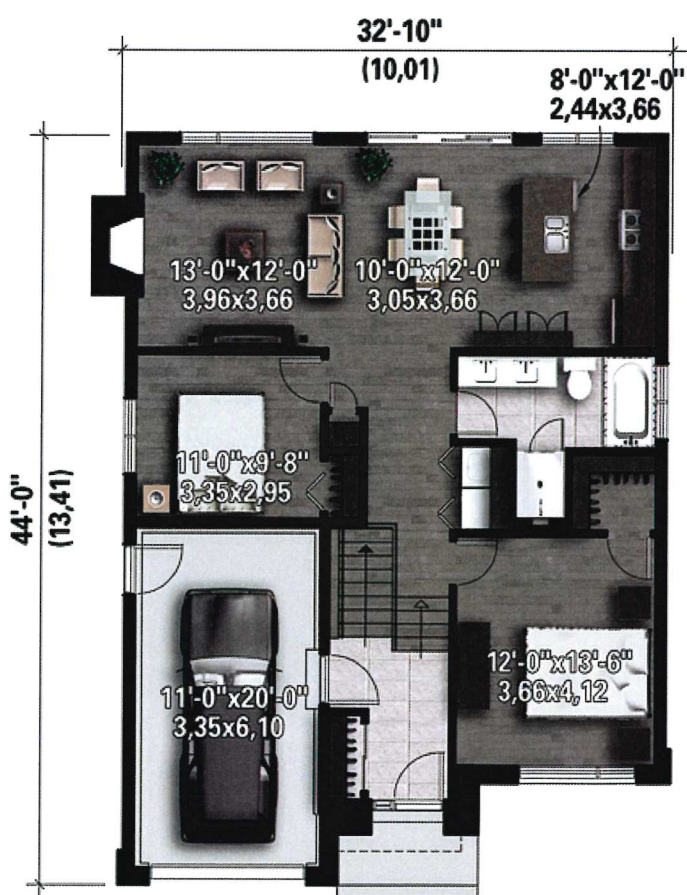 32'-10"
(10,01)
8'-0"x12'-0"
2,44x3,66
13'-0"x12'-0"
3,96x3,66
10'-0"x12'-0"
3,05x3,66
11'-0"x9'-8"
3,35x2,95
44'-0"
(13,41)
12'-0"x13'-6"
3,66x4,12
11'-0"x20'-0"
3,35x6,10